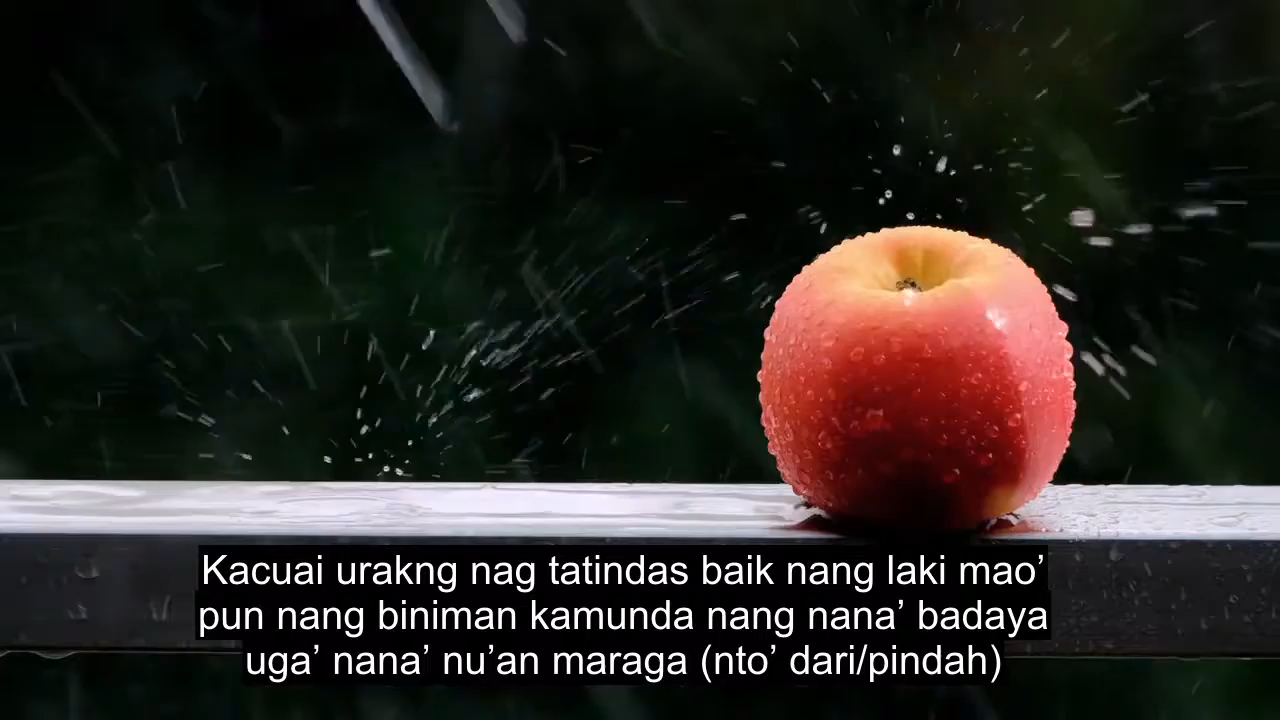 Kacuai urakng nag tatindas baik nang laki mao’
pun nang biniman kamunda nang nana’ badaya
uga’ nana’ nu’an maraga (nto’ dari/pindah)